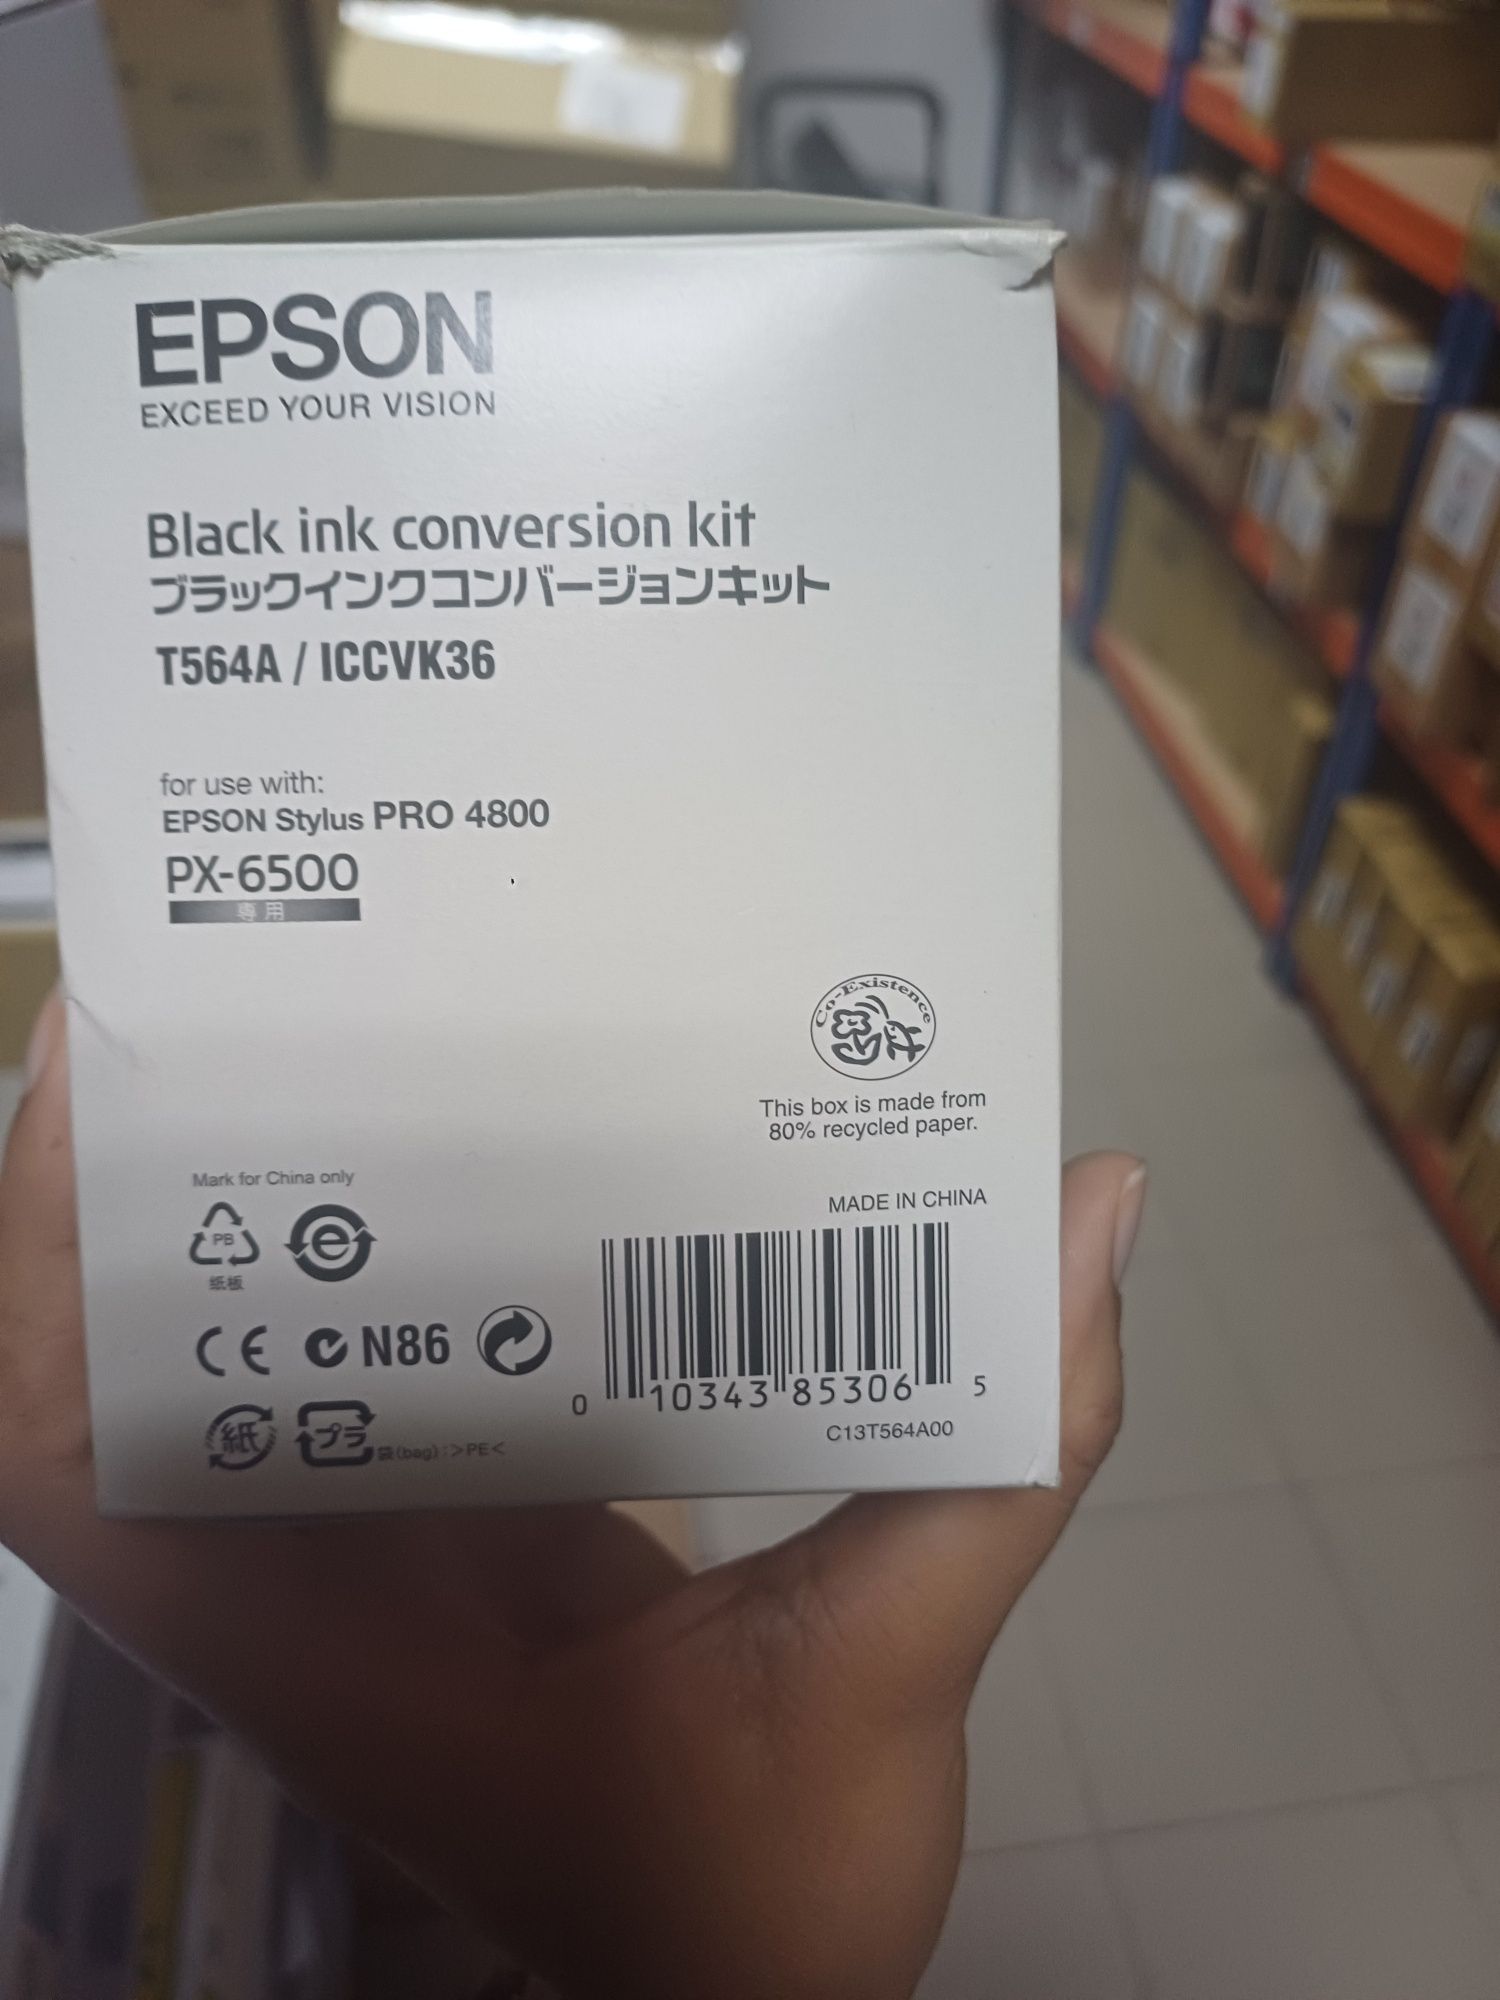 EPSON
EXCEED YOUR VISION
Black ink conversion kit
ブラックインクコンバージョンキット
T564A / ICCVK36
for use with:
EPSON Stylus PRO 4800
PX-6500
専用
Co-Existence
This box is made from
80% recycled paper.
Mark for China only
MADE IN CHINA
PB
e
纸板
CE N86
0 10343 85306 5
C13T564A00
紙 プラ 袋(bag):>PE<